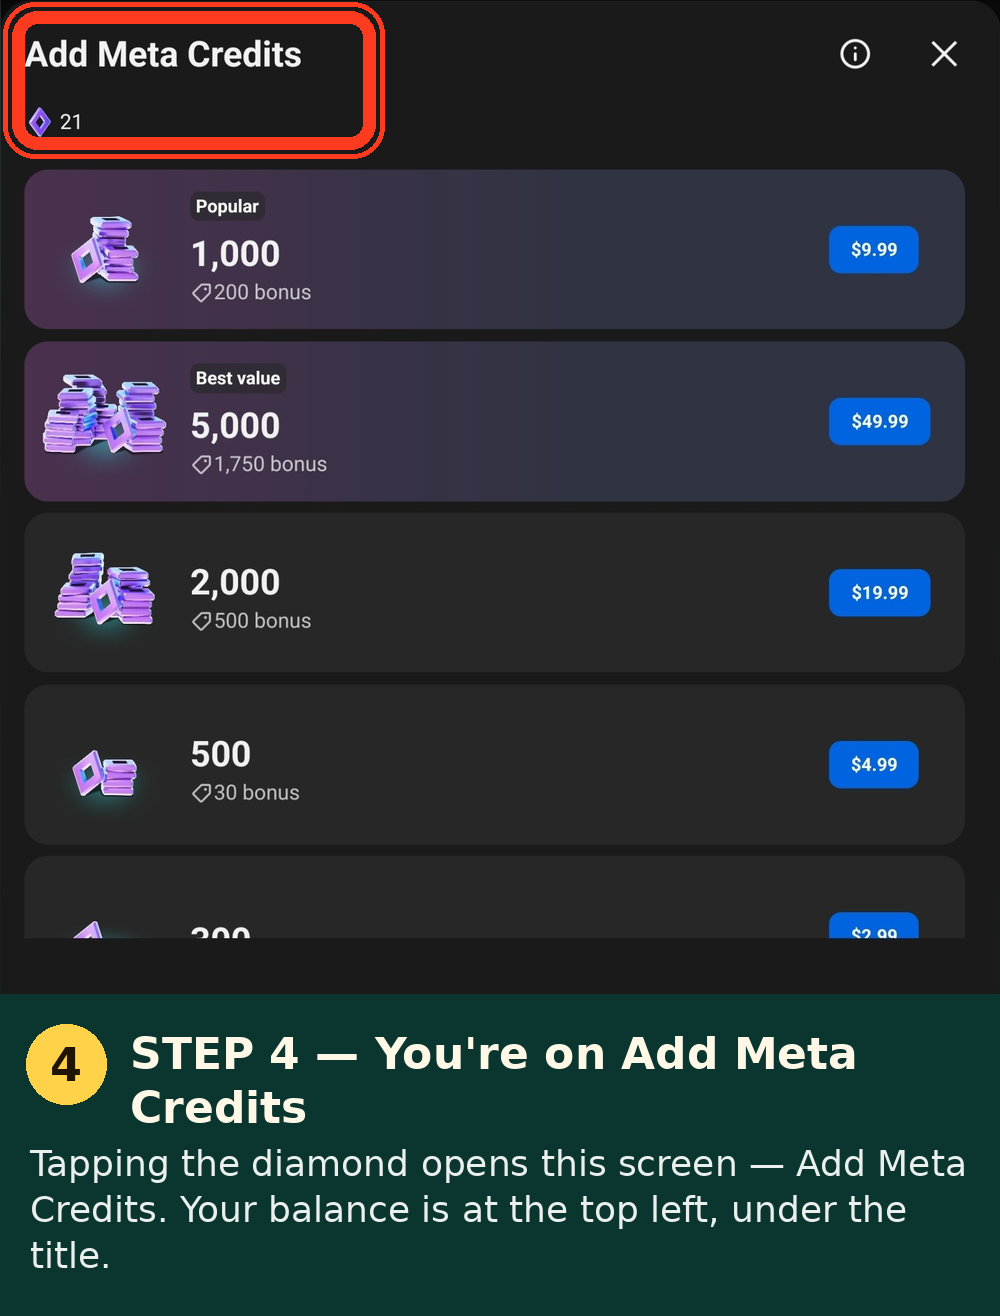 Add Meta Credits
21
Popular
1,000
200 bonus
$9.99
Best value
5,000
1,750 bonus
$49.99
2,000
500 bonus
$19.99
500
30 bonus
$4.99
300
$2.99
4
STEP 4 — You're on Add Meta
Credits
Tapping the diamond opens this screen — Add Meta
Credits. Your balance is at the top left, under the
title.